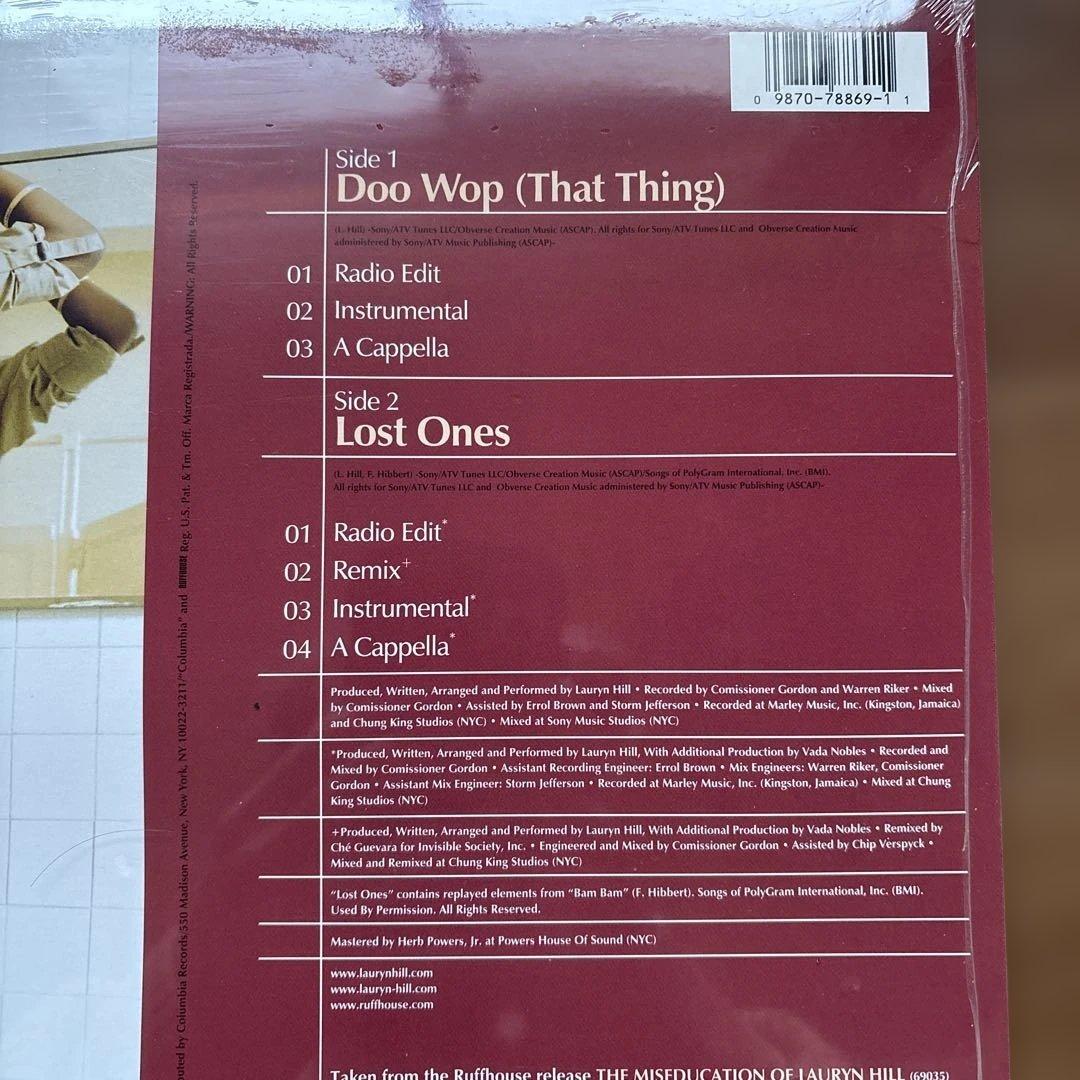 0 9870-78869-1 1
Side 1
Doo Wop (That Thing)
(L. Hill) -Sony/ATV Tunes LLC/Obverse Creation Music (ASCAP). All rights for Sony/ATV Tunes LLC and Obverse Creation Music
administered by Sony/ATV Music Publishing (ASCAP)-
01 Radio Edit
02 Instrumental
03 A Cappella
Side 2
Lost Ones
(L. Hill, F. Hibbert) -Sony/ATV Tunes LLC/Obverse Creation Music (ASCAP)/Songs of PolyGram International, Inc. (BMI).
All rights for Sony/ATV Tunes LLC and Obverse Creation Music administered by Sony/ATV Music Publishing (ASCAP)-
01 Radio Edit*
02 Remix+
03 Instrumental*
04 A Cappella*
Produced, Written, Arranged and Performed by Lauryn Hill • Recorded by Comissioner Gordon and Warren Riker • Mixed
by Comissioner Gordon • Assisted by Errol Brown and Storm Jefferson • Recorded at Marley Music, Inc. (Kingston, Jamaica)
and Chung King Studios (NYC) • Mixed at Sony Music Studios (NYC)
*Produced, Written, Arranged and Performed by Lauryn Hill, With Additional Production by Vada Nobles • Recorded and
Mixed by Comissioner Gordon • Assistant Recording Engineer: Errol Brown • Mix Engineers: Warren Riker, Comissioner
Gordon • Assistant Mix Engineer: Storm Jefferson • Recorded at Marley Music, Inc. (Kingston, Jamaica) • Mixed at Chung
King Studios (NYC)
+Produced, Written, Arranged and Performed by Lauryn Hill, With Additional Production by Vada Nobles • Remixed by
Ché Guevara for Invisible Society, Inc. • Engineered and Mixed by Comissioner Gordon • Assisted by Chip Verspyck •
Mixed and Remixed at Chung King Studios (NYC)
“Lost Ones” contains replayed elements from “Bam Bam” (F. Hibbert). Songs of PolyGram International, Inc. (BMI).
Used By Permission. All Rights Reserved.
Mastered by Herb Powers, Jr. at Powers House Of Sound (NYC)
www.laurynhill.com
www.lauryn-hill.com
www.ruffhouse.com
Taken from the Ruffhouse release THE MISEDUCATION OF LAURYN HILL (69035)
uted by Columbia Records/550 Madison Avenue, New York, NY 10022-3211/“Columbia” and RUFFHOUSE Reg. U.S. Pat. & Tm. Off. Marca Registrada./WARNING: All Rights Reserved.